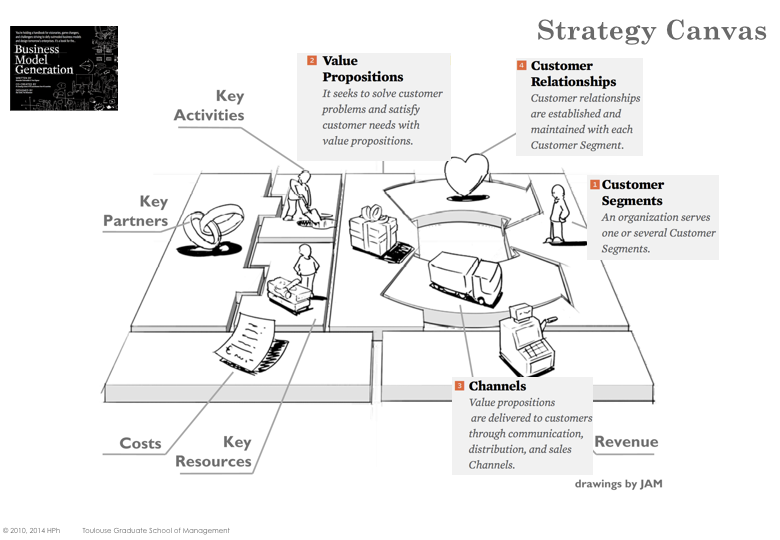 Strategy Canvas
Business
Model
Generation
2 Value
Propositions
It seeks to solve customer
problems and satisfy
customer needs with
value propositions.
4 Customer
Relationships
Customer relationships
are established and
maintained with each
Customer Segment.
Key
Activities
1 Customer
Segments
An organization serves
one or several Customer
Segments.
Key
Partners
3 Channels
Value propositions
are delivered to customers
through communication,
distribution, and sales
Channels.
Costs
Key
Resources
Revenue
drawings by JAM
© 2010, 2014 HPh Toulouse Graduate School of Management